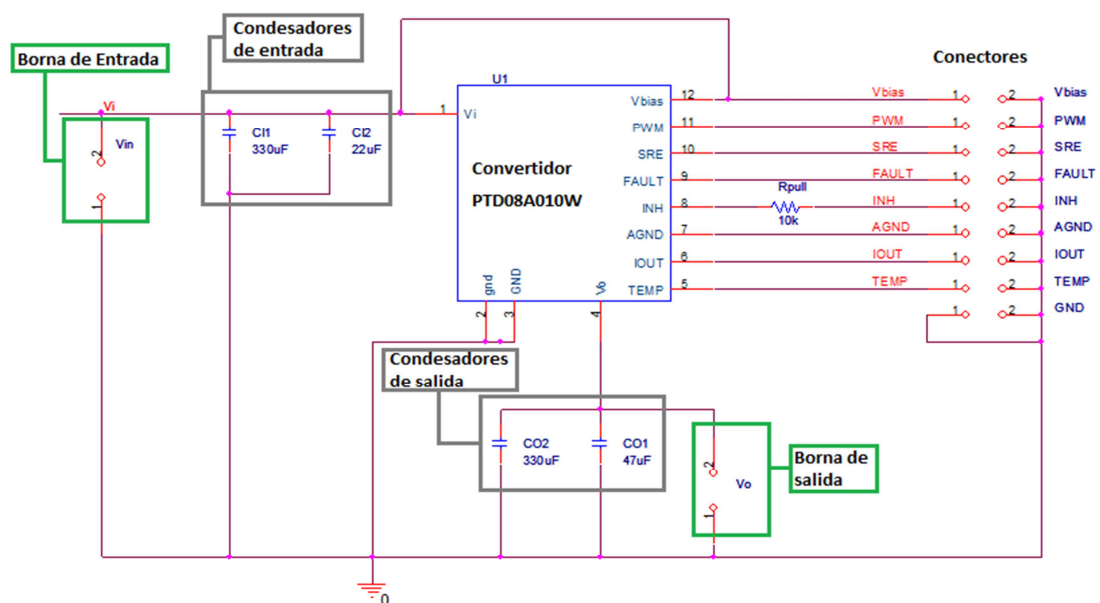 Condesadores
de entrada
Borna de Entrada
Conectores
U1
Vi
1
Vi
Vin
2
1
CI1
330uF
CI2
22uF
Convertidor
PTD08A010W
Vbias
12
Vbias
1
2
Vbias
PWM
11
PWM
1
2
PWM
SRE
10
SRE
1
2
SRE
FAULT
9
FAULT
1
2
FAULT
INH
8
Rpull
10k
INH
1
2
INH
AGND
7
AGND
1
2
AGND
IOUT
6
IOUT
1
2
IOUT
TEMP
5
TEMP
1
2
TEMP
1
2
GND
gnd
GND
Vo
2
3
4
Condesadores
de salida
CO2
330uF
CO1
47uF
2
Vo
1
Borna de
salida
0